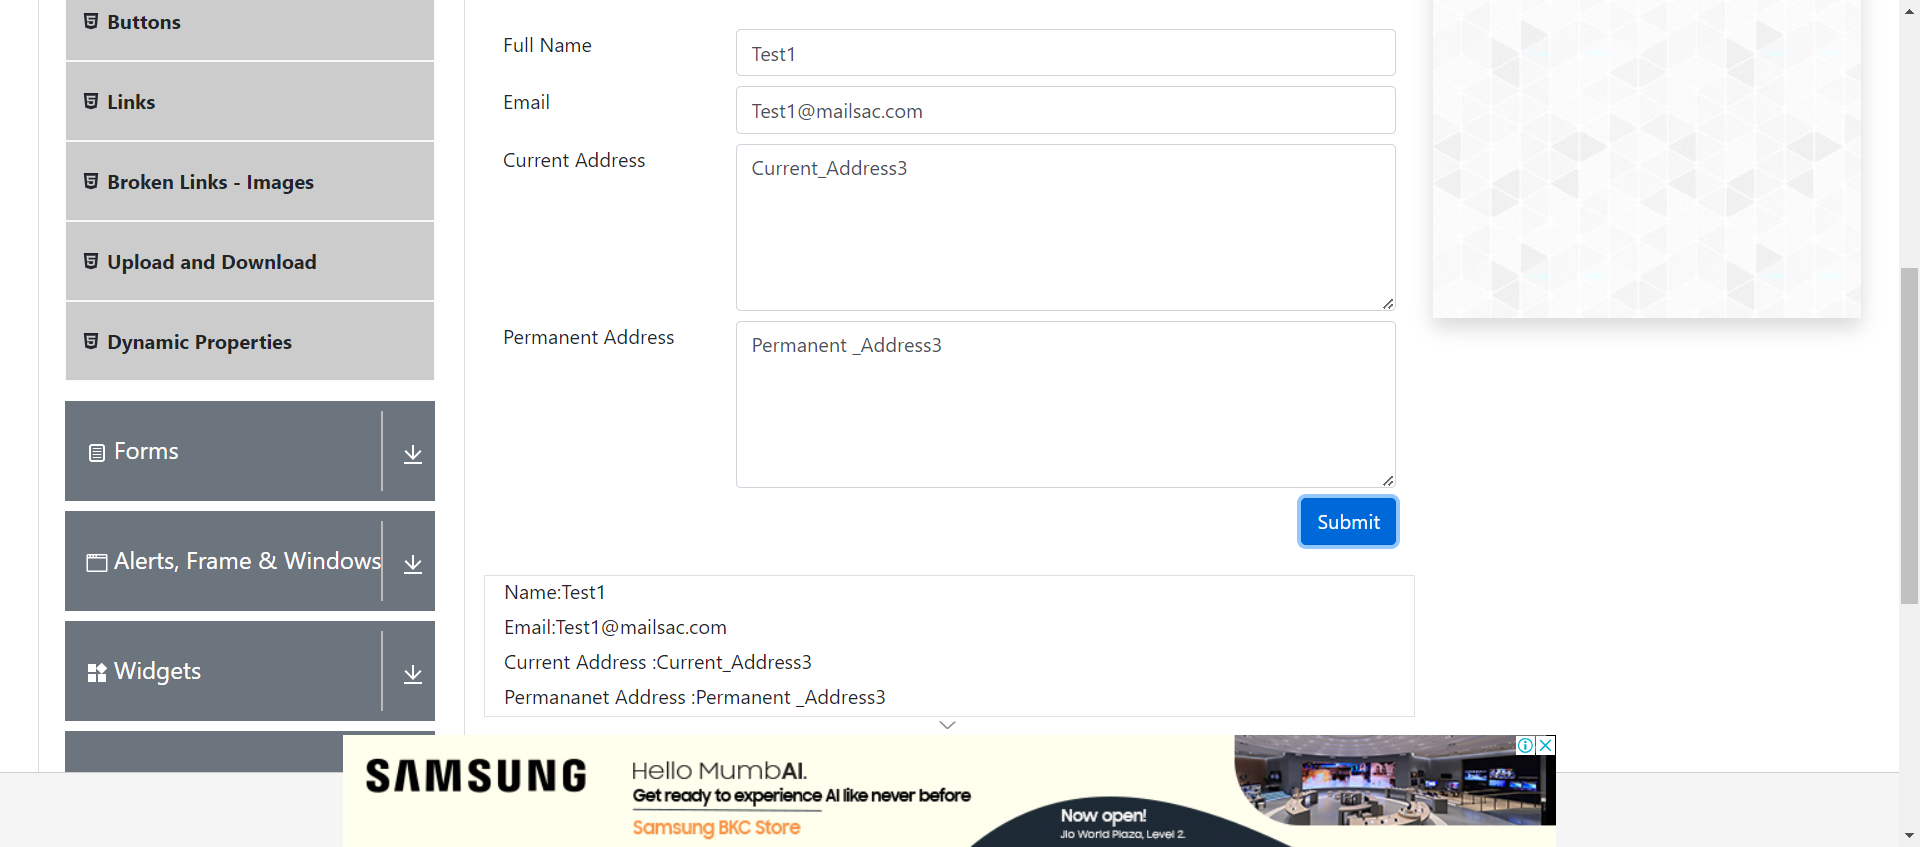 Buttons
Links
Broken Links - Images
Upload and Download
Dynamic Properties
Forms
Alerts, Frame & Windows
Widgets
Full Name
Test1
Email
Test1@mailsac.com
Current Address
Current_Address3
Permanent Address
Permanent _Address3
Submit
Name:Test1
Email:Test1@mailsac.com
Current Address :Current_Address3
Permananet Address :Permanent _Address3
SAMSUNG
Hello MumbAI.
Get ready to experience AI like never before
Samsung BKC Store
Now open!
Jio World Plaza, Level 2.